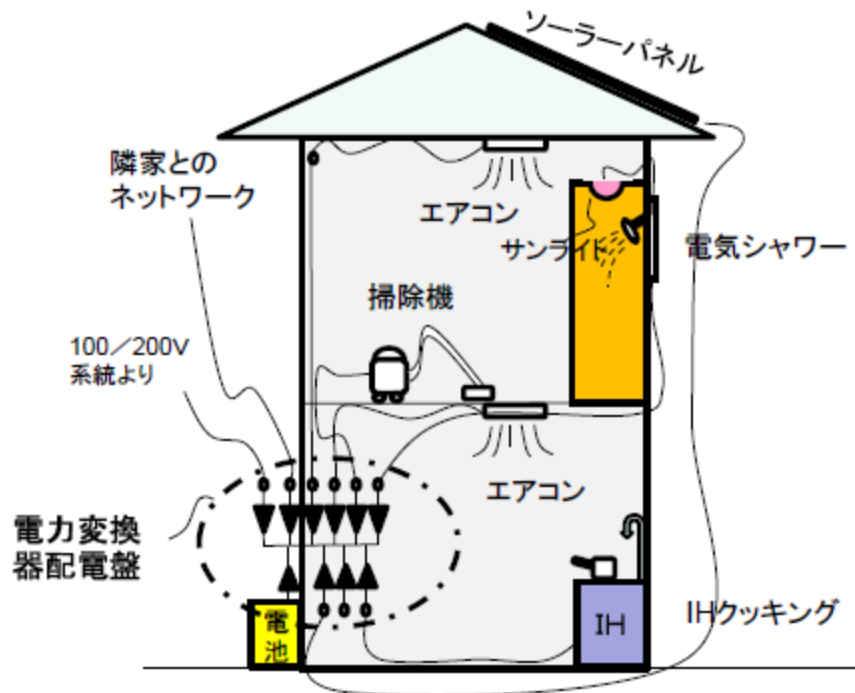 ソーラーパネル
隣家との
ネットワーク
エアコン
サンライト
電気シャワー
掃除機
100／200V
系統より
エアコン
電力変換
器配電盤
電
池
IH
IHクッキング